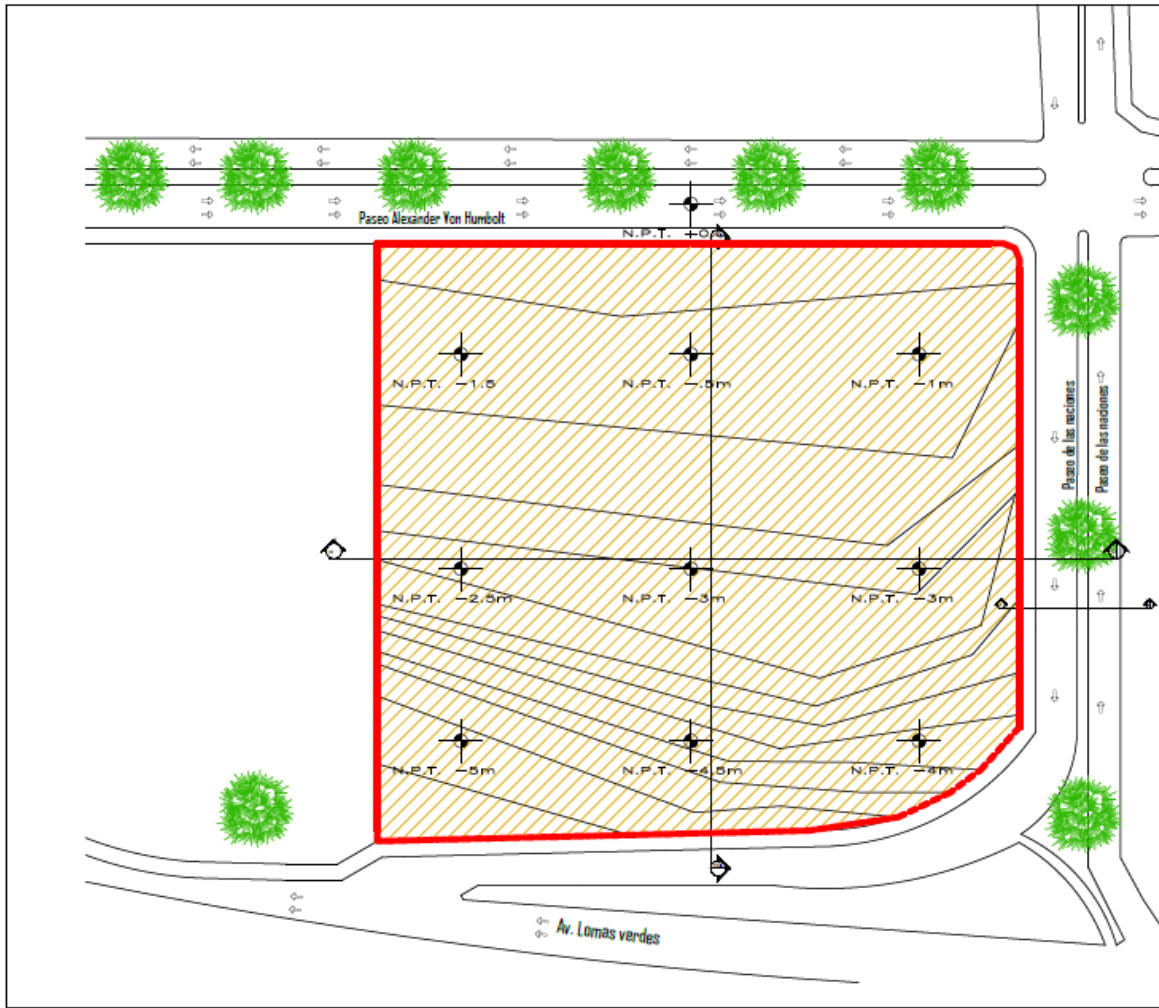 Paseo Alexander Von Humbolt
N.P.T. +0
N.P.T. -1.5
N.P.T. -.5m
N.P.T. -1m
Paseo de las naciones
Paseo de las naciones
N.P.T. -2.5m
N.P.T. -3m
N.P.T. -3m
N.P.T. -5m
N.P.T. -4.5m
N.P.T. -4m
Av. Lomas verdes